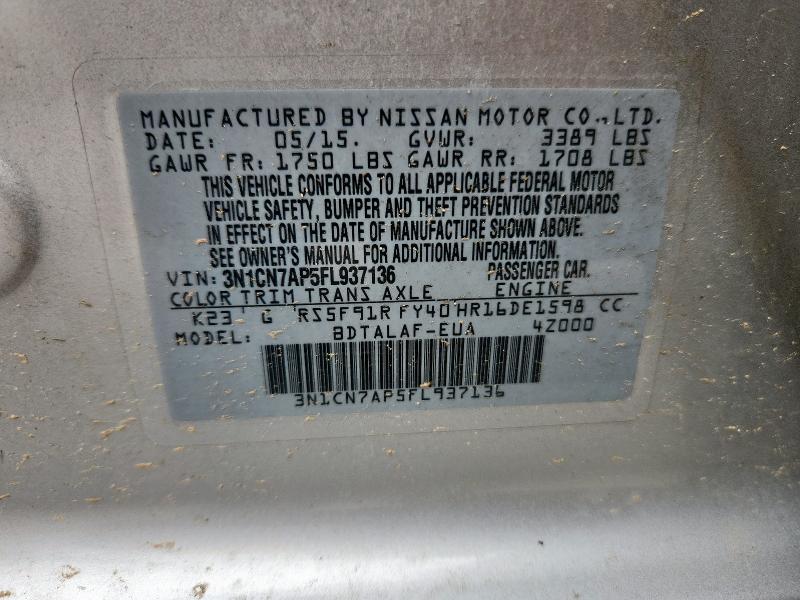 MANUFACTURED BY NISSAN MOTOR CO., LTD.
DATE: 05/15. GVWR: 3389 LBS
GAWR FR: 1750 LBS GAWR RR: 1708 LBS
THIS VEHICLE CONFORMS TO ALL APPLICABLE FEDERAL MOTOR
VEHICLE SAFETY, BUMPER AND THEFT PREVENTION STANDARDS
IN EFFECT ON THE DATE OF MANUFACTURE SHOWN ABOVE.
SEE OWNER'S MANUAL FOR ADDITIONAL INFORMATION.
VIN: 3N1CN7AP5FL937136 PASSENGER CAR.
COLOR TRIM TRANS AXLE ENGINE
K23 G RS5F91R FY40 HR16DE1598 CC
MODEL: BDTALAF-EUA 4Z000
3N1CN7AP5FL937136